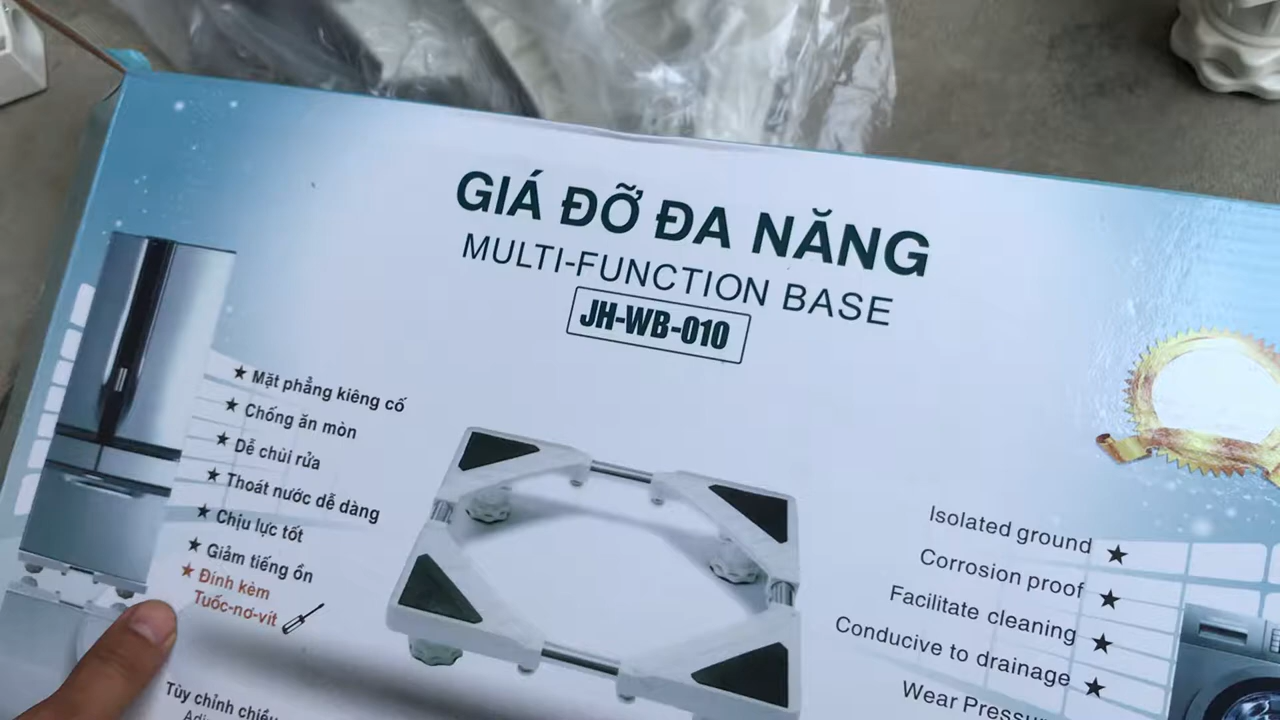 GIÁ ĐỠ ĐA NĂNG
MULTI-FUNCTION BASE
JH-WB-010
★ Mặt phẳng kiêng cố
★ Chống ăn mòn
★ Dễ chùi rửa
★ Thoát nước dễ dàng
★ Chịu lực tốt
★ Giảm tiếng ồn
★ Đính kèm
Tuốc-nơ-vít
Tùy chỉnh
Isolated ground ★
Corrosion proof ★
Facilitate cleaning ★
Conducive to drainage ★
Wear